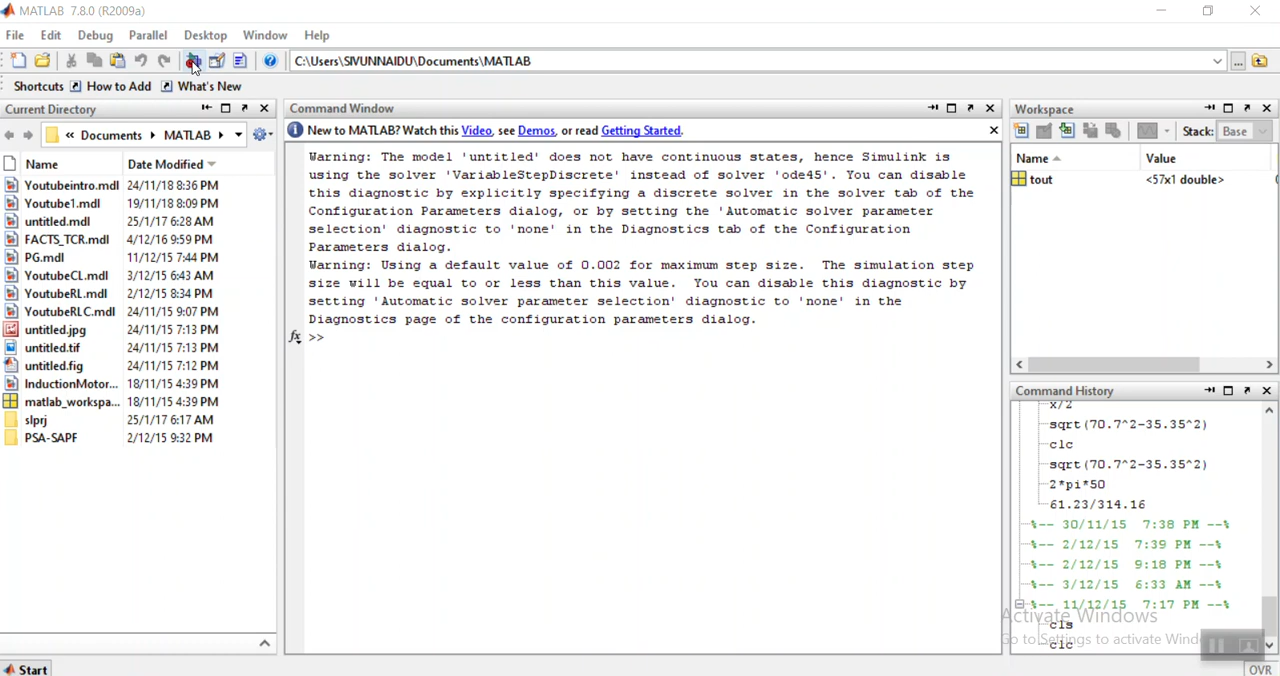 MATLAB 7.8.0 (R2009a)
File Edit Debug Parallel Desktop Window Help
C:\Users\SIVUNNAIDU\Documents\MATLAB
Shortcuts How to Add What's New
Current Directory
« Documents MATLAB
Name Date Modified
Youtubeintro.mdl 24/11/18 8:36 PM
Youtube1.mdl 19/11/18 8:09 PM
untitled.mdl 25/1/17 6:28 AM
FACTS_TCR.mdl 4/12/16 9:59 PM
PG.mdl 11/12/15 7:44 PM
YoutubeCL.mdl 3/12/15 6:43 AM
YoutubeRL.mdl 2/12/15 8:34 PM
YoutubeRLC.mdl 24/11/15 9:07 PM
untitled.jpg 24/11/15 7:13 PM
untitled.tif 24/11/15 7:13 PM
untitled.fig 24/11/15 7:12 PM
InductionMotor... 18/11/15 4:39 PM
matlab_workspa... 18/11/15 4:39 PM
slprj 25/1/17 6:17 AM
PSA-SAPF 2/12/15 9:32 PM
Start
Command Window
New to MATLAB? Watch this Video, see Demos, or read Getting Started.
Warning: The model 'untitled' does not have continuous states, hence Simulink is
using the solver 'VariableStepDiscrete' instead of solver 'ode45'. You can disable
this diagnostic by explicitly specifying a discrete solver in the solver tab of the
Configuration Parameters dialog, or by setting the 'Automatic solver parameter
selection' diagnostic to 'none' in the Diagnostics tab of the Configuration
Parameters dialog.
Warning: Using a default value of 0.002 for maximum step size. The simulation step
size will be equal to or less than this value. You can disable this diagnostic by
setting 'Automatic solver parameter selection' diagnostic to 'none' in the
Diagnostics page of the configuration parameters dialog.
fx >>
Workspace
Stack: Base
Name Value
tout <57x1 double>
Command History
x/2
sqrt(70.7^2-35.35^2)
clc
sqrt(70.7^2-35.35^2)
2*pi*50
61.23/314.16
%-- 30/11/15 7:38 PM --%
%-- 2/12/15 7:39 PM --%
%-- 2/12/15 9:18 PM --%
%-- 3/12/15 6:33 AM --%
%-- 11/12/15 7:17 PM --%
cls
clc
Activate Windows
Go to Settings to activate
OVR